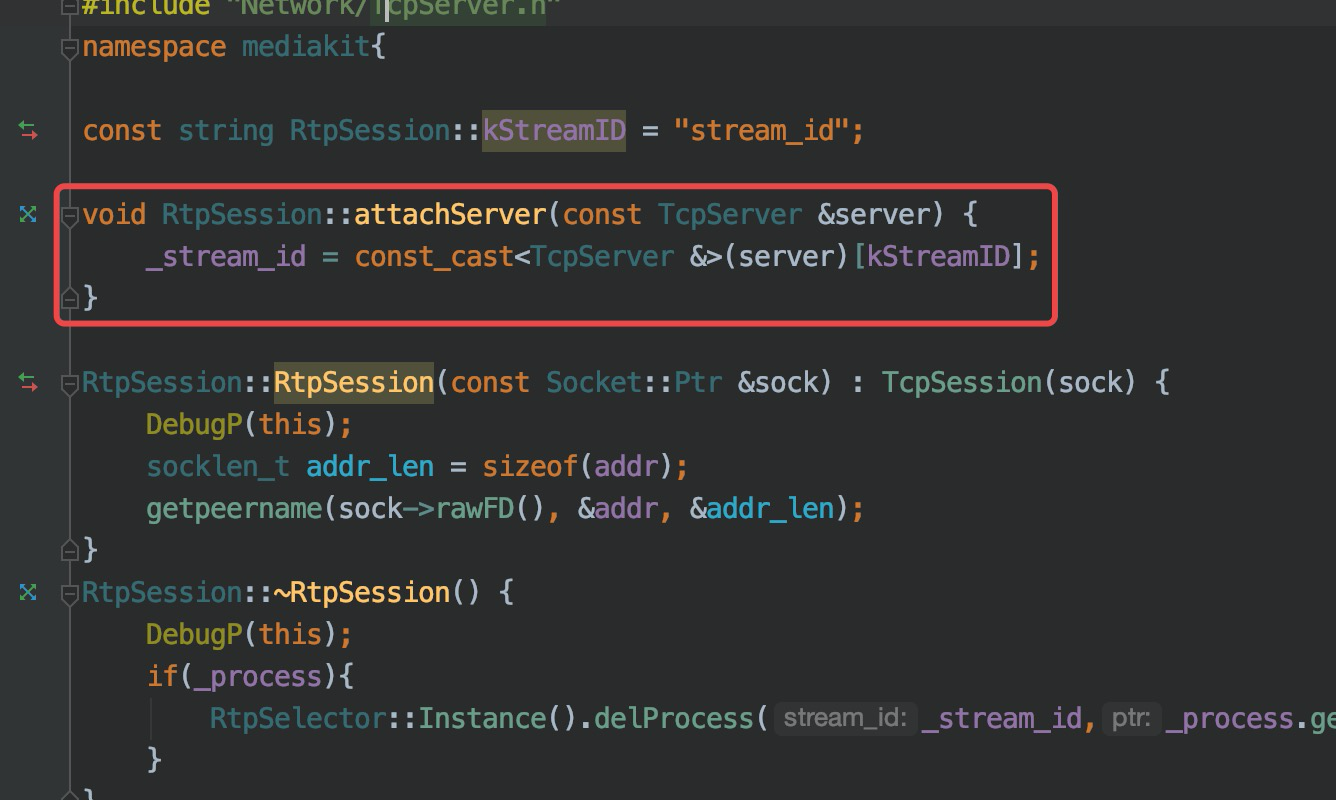 #include "Network/TcpServer.h"
namespace mediakit{
const string RtpSession::kStreamID = "stream_id";
void RtpSession::attachServer(const TcpServer &server) {
    _stream_id = const_cast<TcpServer &>(server)[kStreamID];
}
RtpSession::RtpSession(const Socket::Ptr &sock) : TcpSession(sock) {
    DebugP(this);
    socklen_t addr_len = sizeof(addr);
    getpeername(sock->rawFD(), &addr, &addr_len);
}
RtpSession::~RtpSession() {
    DebugP(this);
    if(_process){
        RtpSelector::Instance().delProcess( stream_id: _stream_id, ptr: _process.ge
    }
}